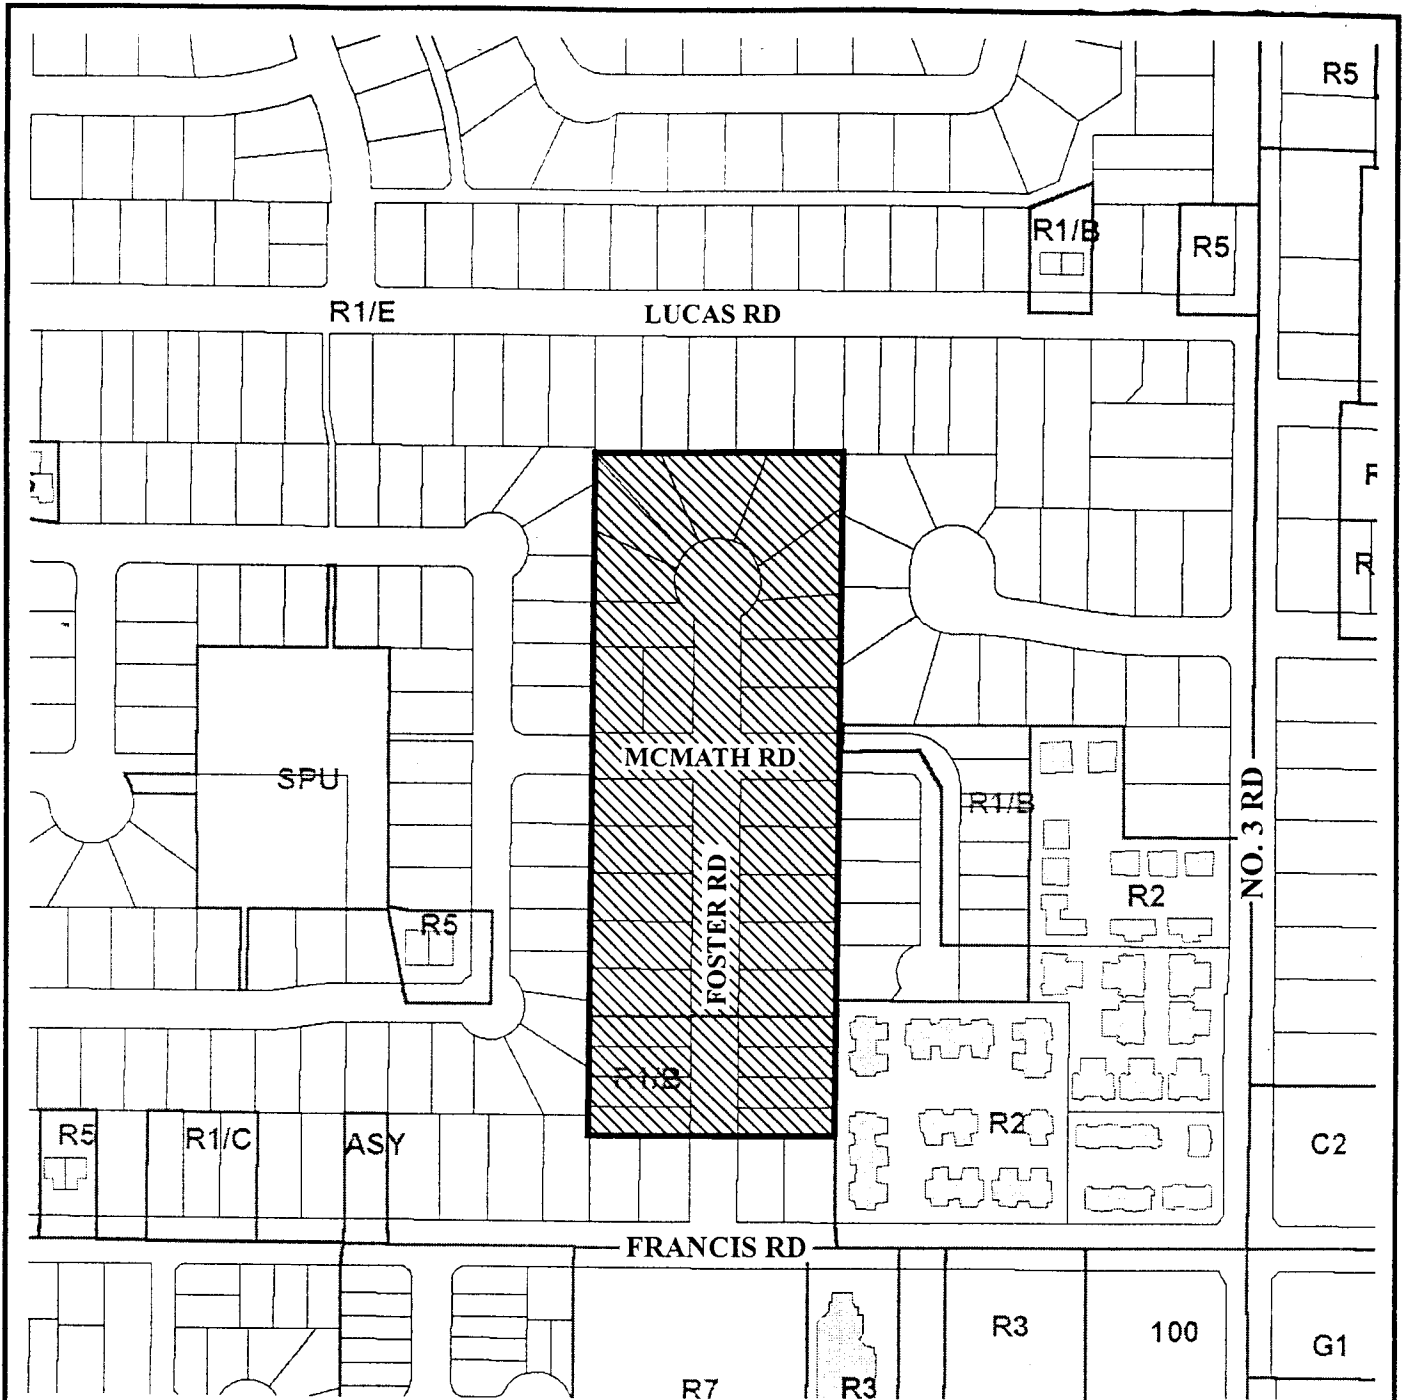 R5
R1/B
R5
R1/E
LUCAS RD
MCMATH RD
SPU
R1/B
NO. 3 RD
FOSTER RD
R2
R5
R1/B
R5
R1/C
ASY
R2
C2
FRANCIS RD
R3
100
G1
R7
R3